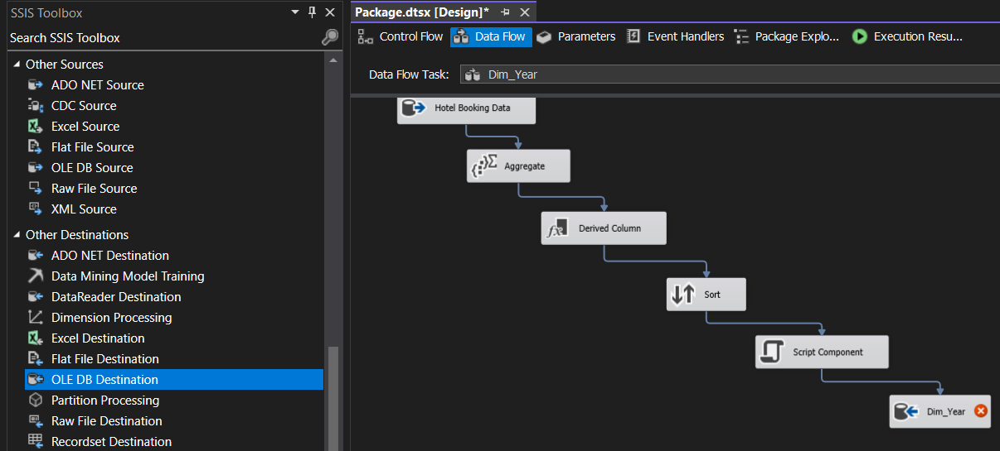 SSIS Toolbox
Search SSIS Toolbox
Other Sources
ADO NET Source
CDC Source
Excel Source
Flat File Source
OLE DB Source
Raw File Source
XML Source
Other Destinations
ADO NET Destination
Data Mining Model Training
DataReader Destination
Dimension Processing
Excel Destination
Flat File Destination
OLE DB Destination
Partition Processing
Raw File Destination
Recordset Destination
Package.dtsx [Design]*
Control Flow Data Flow Parameters Event Handlers Package Explo... Execution Resu...
Data Flow Task: Dim_Year
Hotel Booking Data
Aggregate
Derived Column
Sort
Script Component
Dim_Year